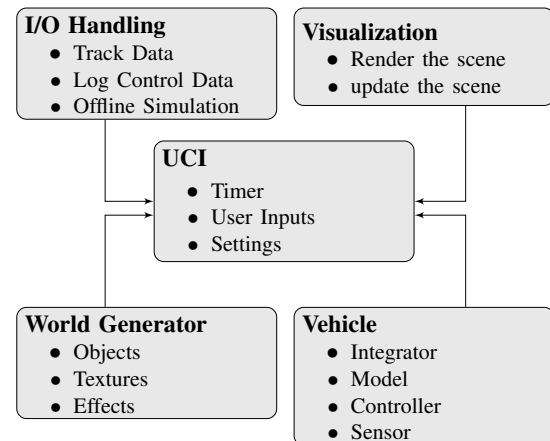 I/O Handling
● Track Data
● Log Control Data
● Offline Simulation
Visualization
● Render the scene
● update the scene
UCI
● Timer
● User Inputs
● Settings
World Generator
● Objects
● Textures
● Effects
Vehicle
● Integrator
● Model
● Controller
● Sensor